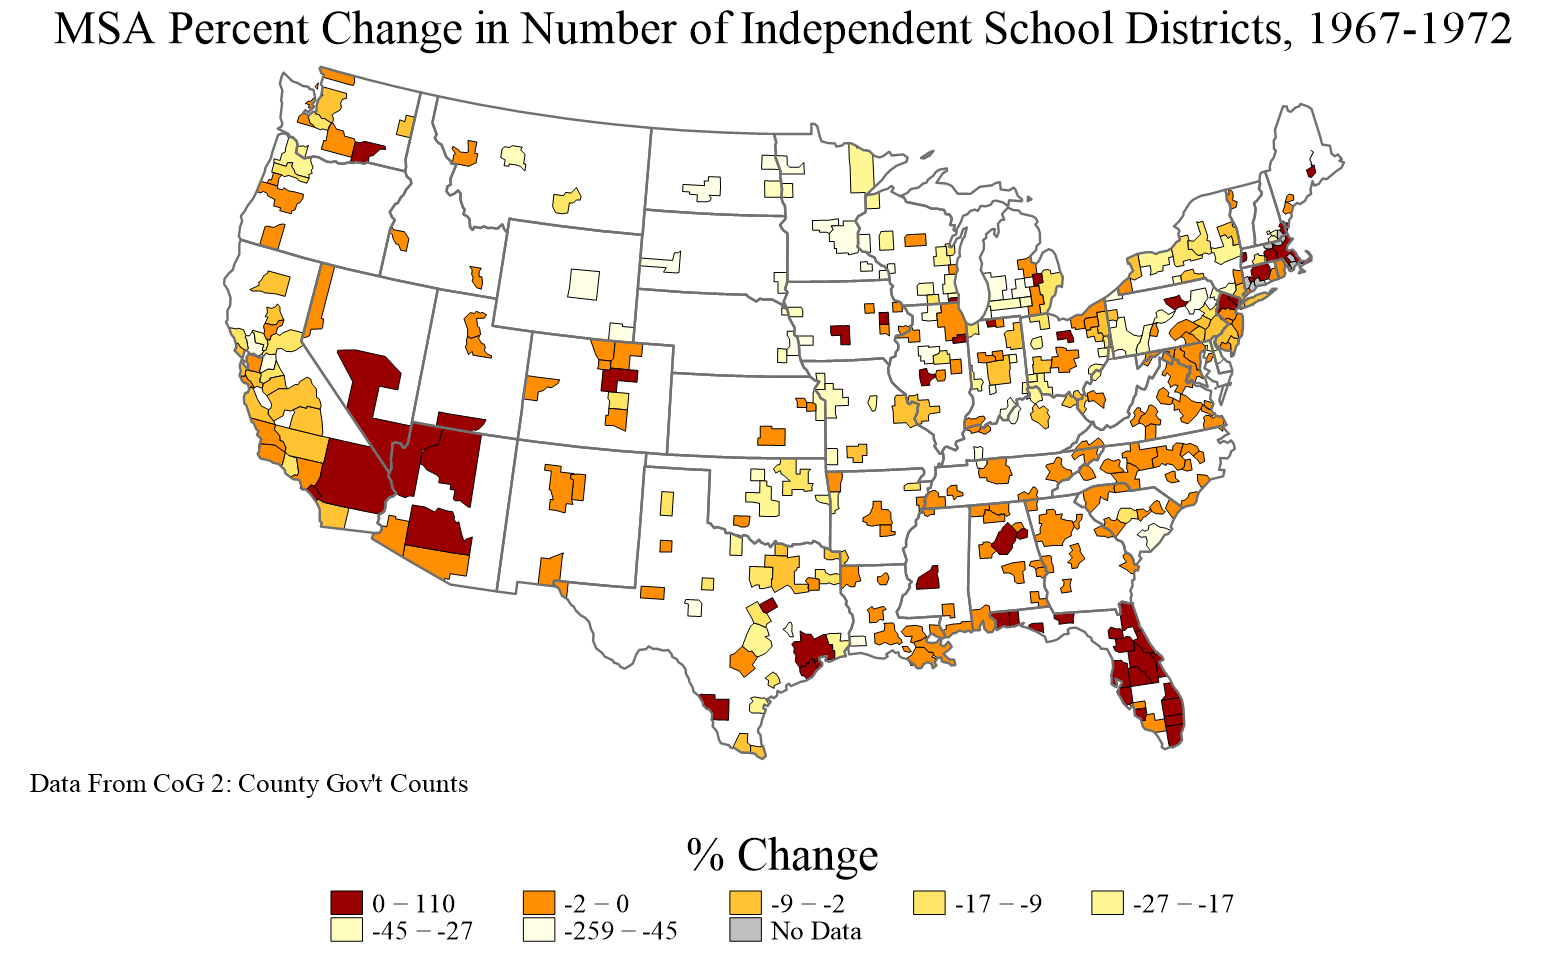 MSA Percent Change in Number of Independent School Districts, 1967-1972
Data From CoG 2: County Gov't Counts
% Change
0 − 110
-2 − 0
-9 − -2
-17 − -9
-27 − -17
-45 − -27
-259 − -45
No Data